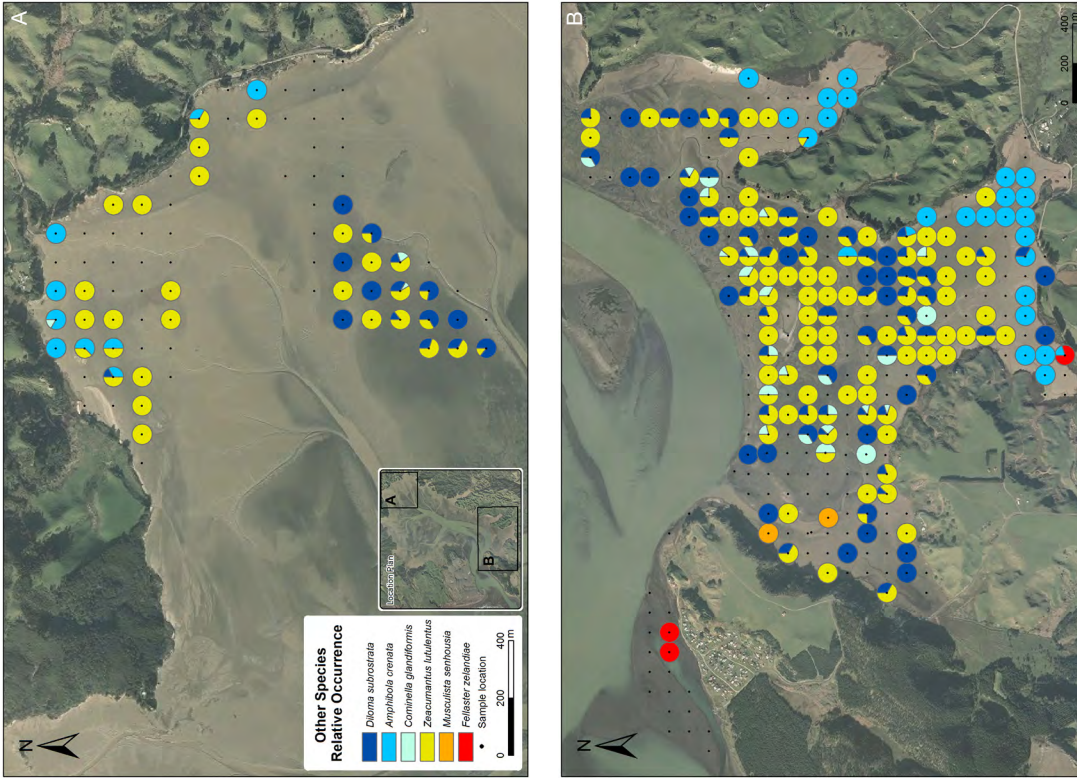 A
N
Other Species
Relative Occurrence
Diloma subrostrata
Amphibola crenata
Cominella glandiformis
Zeacumantus lutulentus
Musculista senhousia
Fellaster zelandiae
Sample location
0 200 400
m
Location Plan
A
B
B
N
0 200 400
m